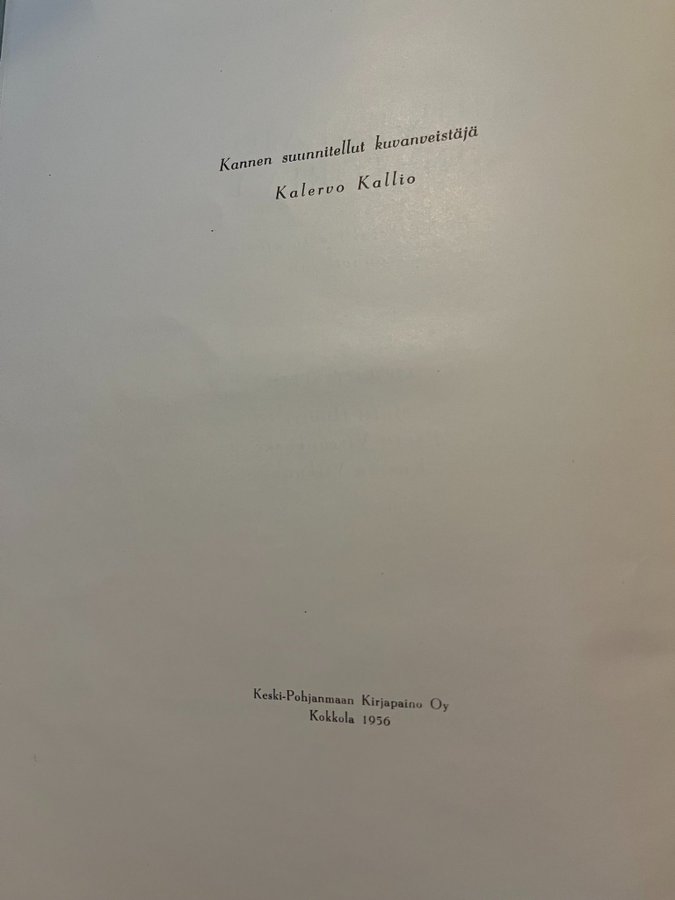 Kannen suunnitellut kuvanveistäjä
Kalervo Kallio
Keski-Pohjanmaan Kirjapaino Oy
Kokkola 1956